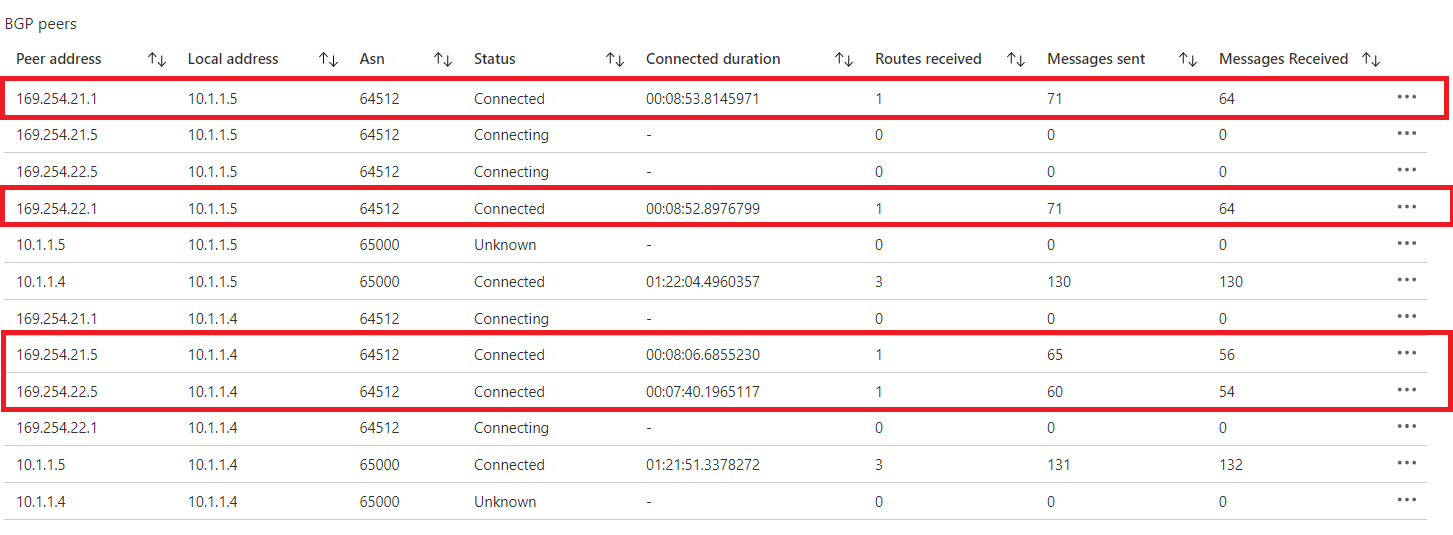 BGP peers
Peer address Local address Asn Status Connected duration Routes received Messages sent Messages Received
169.254.21.1 10.1.1.5 64512 Connected 00:08:53.8145971 1 71 64
169.254.21.5 10.1.1.5 64512 Connecting - 0 0 0
169.254.22.5 10.1.1.5 64512 Connecting - 0 0 0
169.254.22.1 10.1.1.5 64512 Connected 00:08:52.8976799 1 71 64
10.1.1.5 10.1.1.5 65000 Unknown - 0 0 0
10.1.1.4 10.1.1.5 65000 Connected 01:22:04.4960357 3 130 130
169.254.21.1 10.1.1.4 64512 Connecting - 0 0 0
169.254.21.5 10.1.1.4 64512 Connected 00:08:06.6855230 1 65 56
169.254.22.5 10.1.1.4 64512 Connected 00:07:40.1965117 1 60 54
169.254.22.1 10.1.1.4 64512 Connecting - 0 0 0
10.1.1.5 10.1.1.4 65000 Connected 01:21:51.3378272 3 131 132
10.1.1.4 10.1.1.4 65000 Unknown - 0 0 0